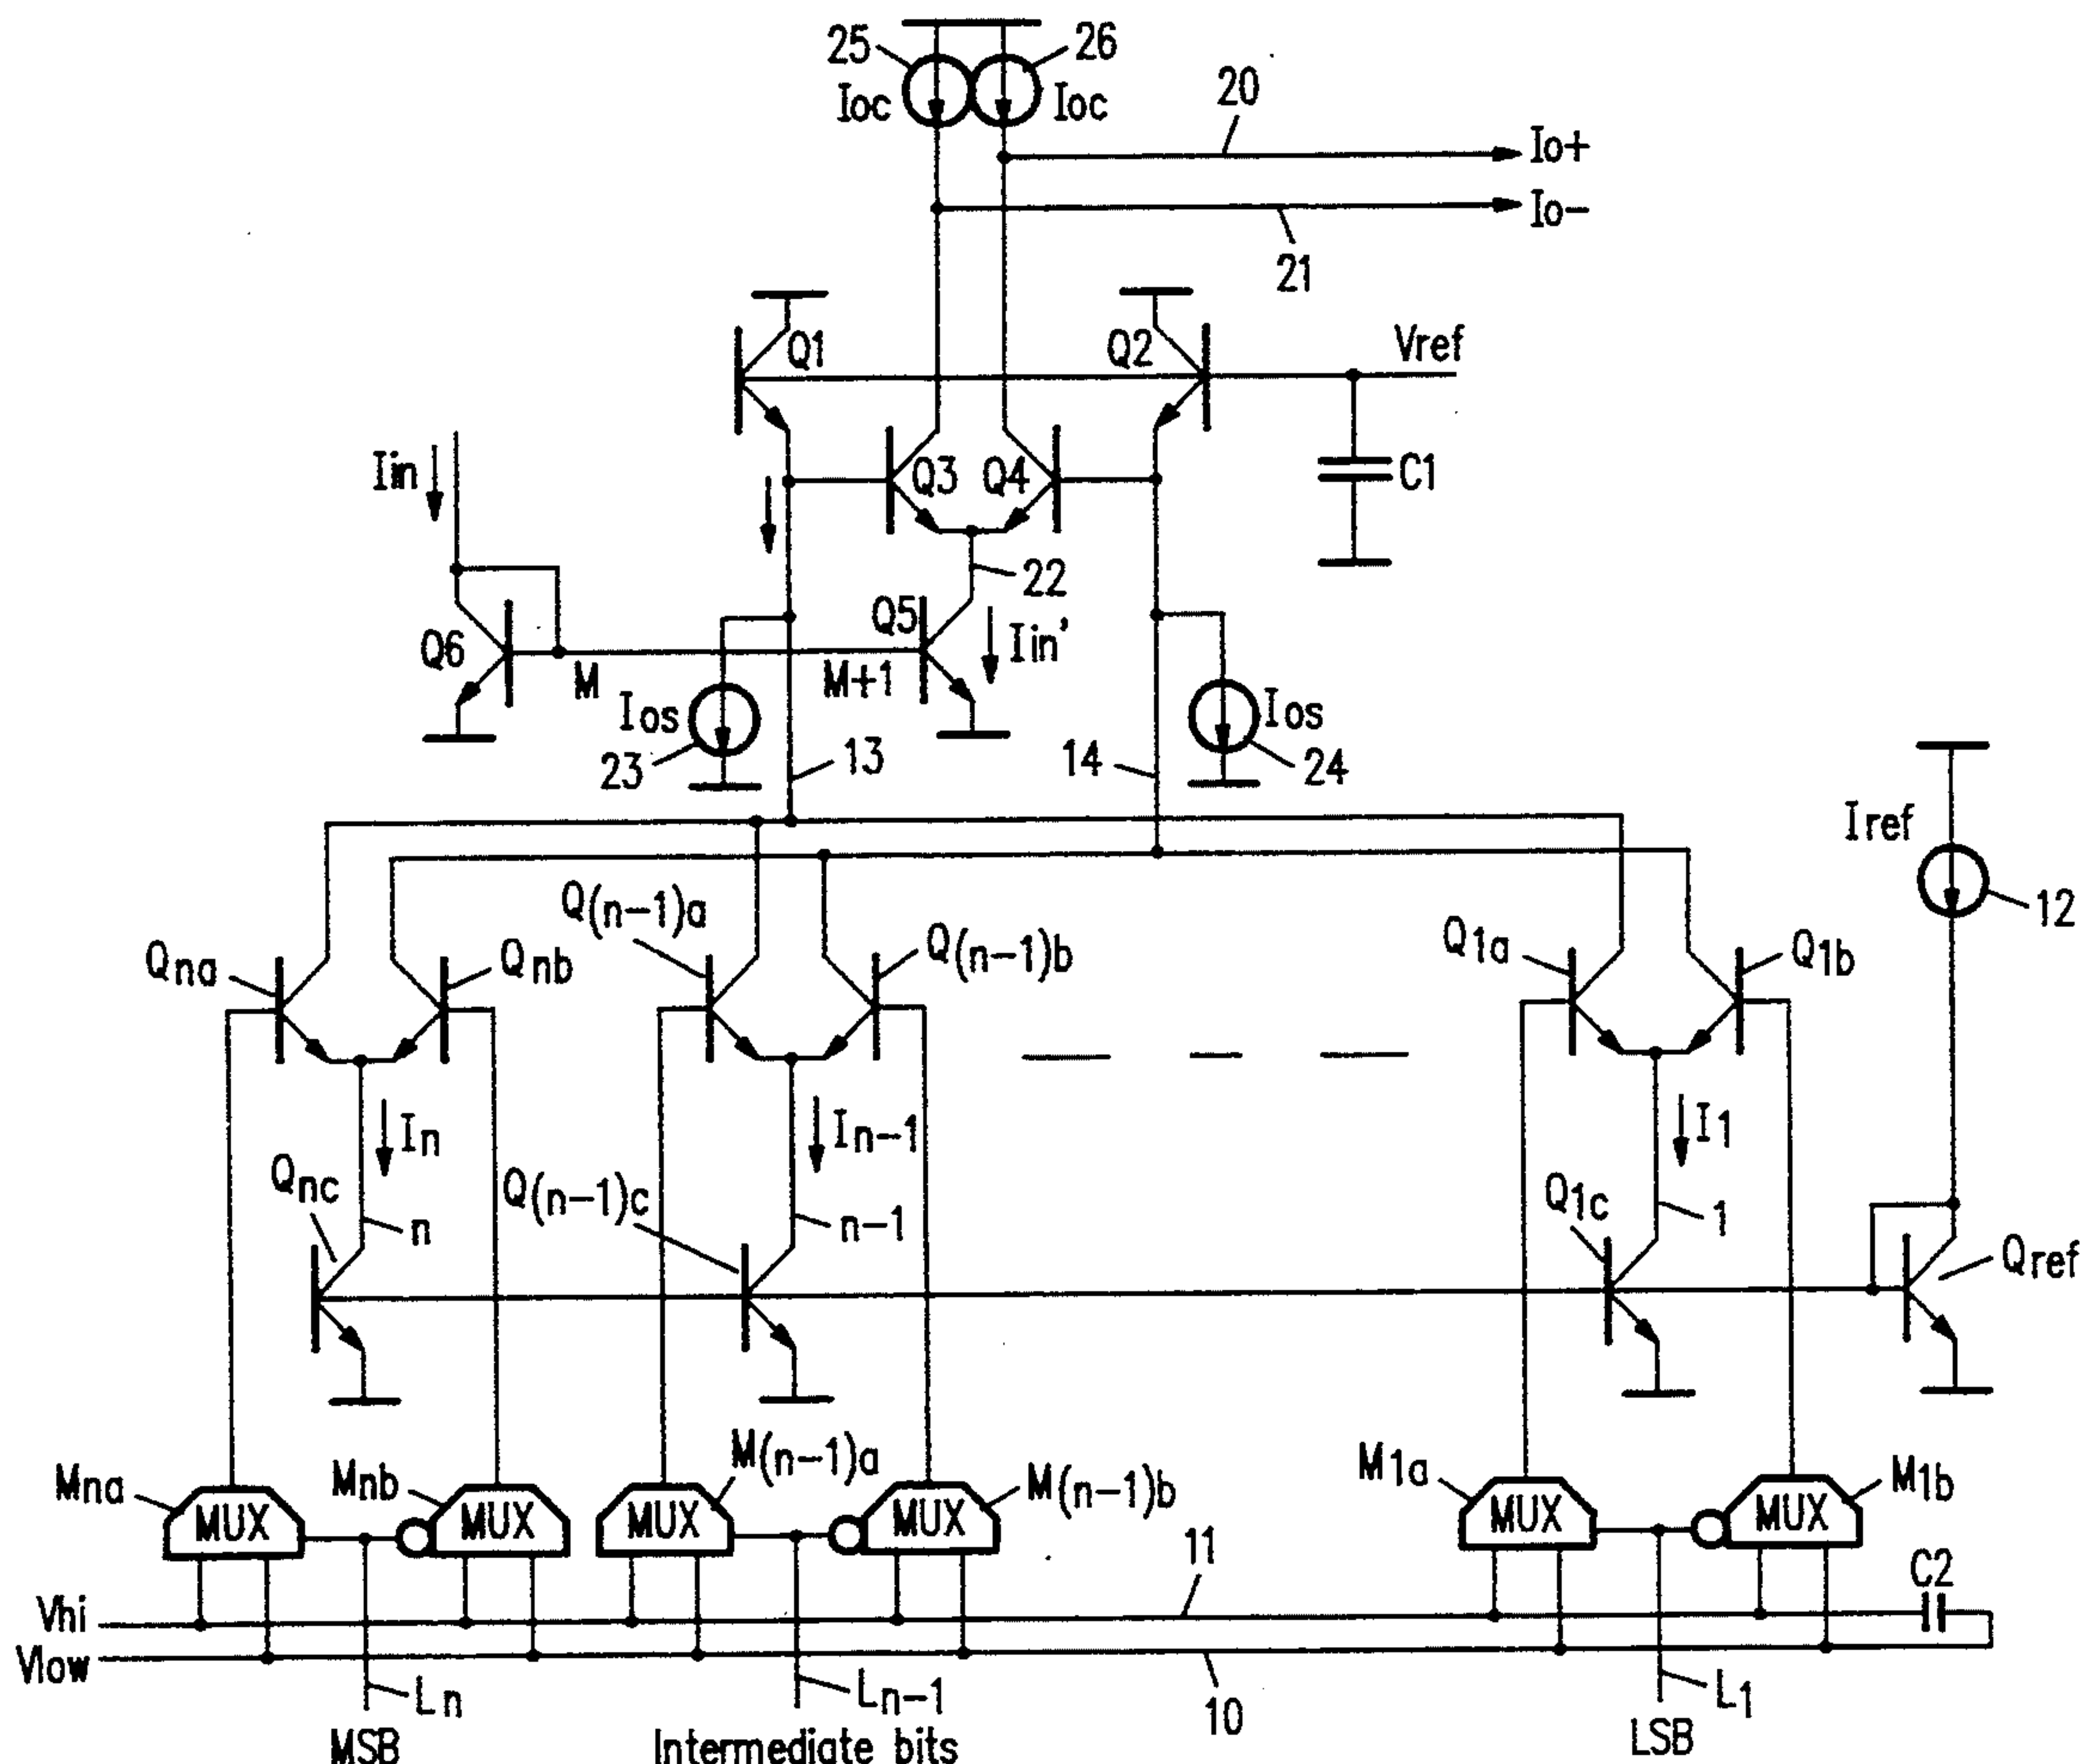 25
26
Ioc
Ioc
20
Io+
Io−
21
Q1
Q2
Vref
Iin
Q3
Q4
C1
22
Q5
Iin'
Q6
M
M+1
Ios
Ios
23
13
14
24
Iref
12
Qna
Qnb
Q(n−1)a
Q(n−1)b
Q1a
Q1b
In
In−1
I1
Qnc
n
Q(n−1)c
n−1
Q1c
1
Qref
Mna
Mnb
M(n−1)a
M(n−1)b
M1a
M1b
MUX
MUX
MUX
MUX
MUX
MUX
11
C2
Vhi
Vlow
Ln
Ln−1
10
L1
MSB
Intermediate bits
LSB